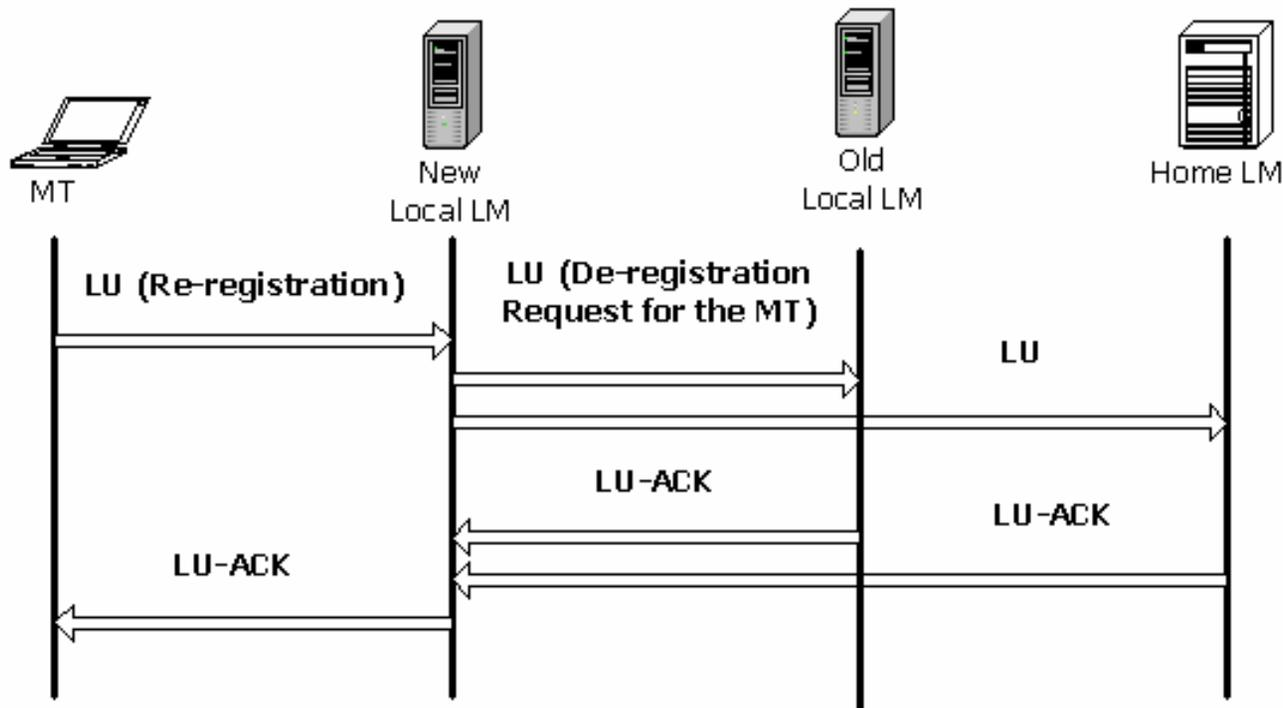 MT
New
Local LM
Old
Local LM
Home LM
LU (Re-registration)
LU (De-registration
Request for the MT)
LU
LU-ACK
LU-ACK
LU-ACK